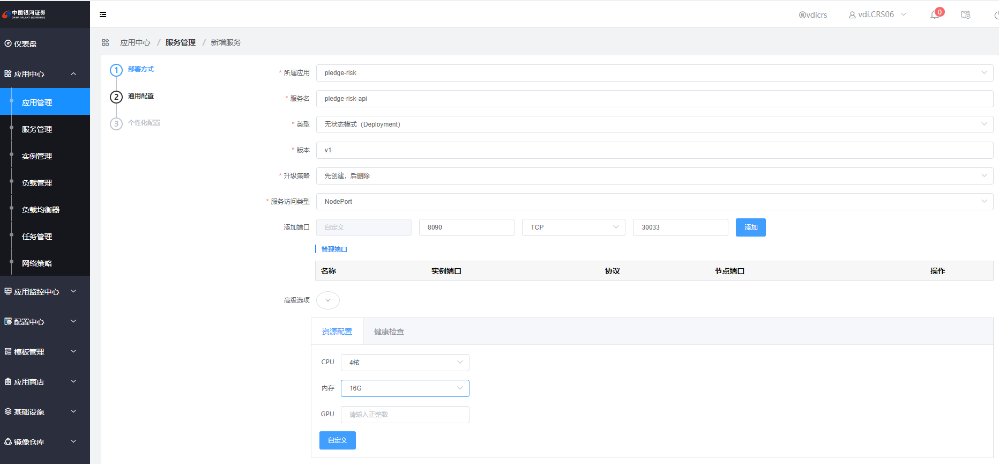 中国银河证券
CHINA GALAXY SECURITIES
vdicrs
vdi.CRS06
0
仪表盘
应用中心
应用管理
服务管理
实例管理
负载管理
负载均衡器
任务管理
网络策略
应用监控中心
配置中心
模板管理
应用商店
基础设施
镜像仓库
应用中心 / 服务管理 / 新增服务
1 部署方式
2 通用配置
3 个性化配置
* 所属应用 pledge-risk
* 服务名 pledge-risk-api
* 类型 无状态模式（Deployment）
* 版本 v1
* 升级策略 先创建，后删除
* 服务访问类型 NodePort
添加端口 自定义 8090 TCP 30033 添加
管理端口
名称 实例端口 协议 节点端口 操作
高级选项
资源配置 健康检查
CPU 4核
内存 16G
GPU 请输入正整数
自定义